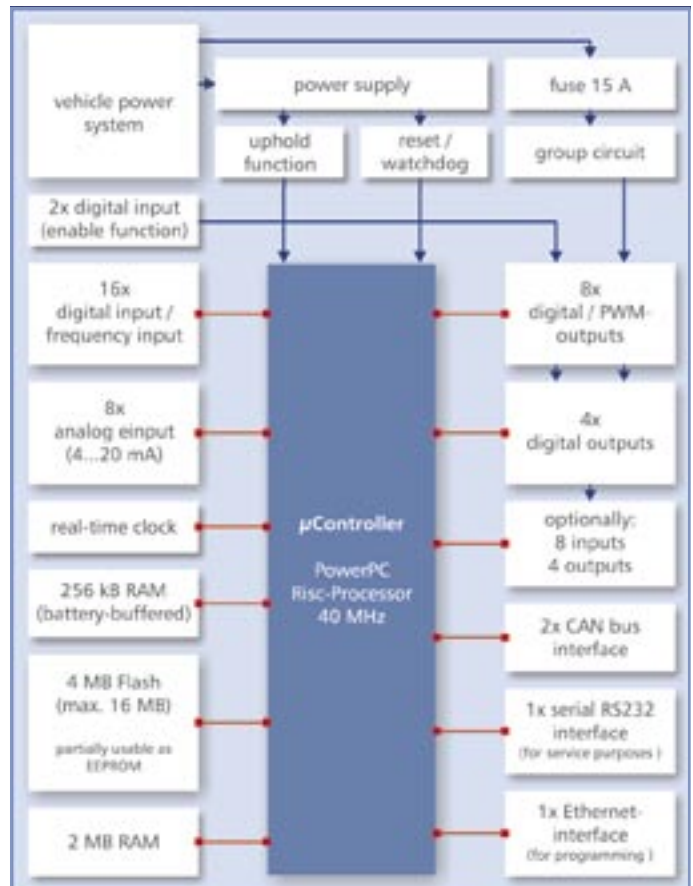 vehicle power
system
power supply
fuse 15 A
uphold
function
reset /
watchdog
group circuit
2x digital input
(enable function)
16x
digital input /
frequency input
8x
digital / PWM-
outputs
8x
analog einput
(4...20 mA)
4x
digital outputs
real-time clock
µController
PowerPC
Risc-Processor
40 MHz
optionally:
8 inputs
4 outputs
256 kB RAM
(battery-buffered)
2x CAN bus
interface
4 MB Flash
(max. 16 MB)
partially usable as
EEPROM
1x serial RS232
interface
(for service purposes )
2 MB RAM
1x Ethernet-
interface
(for programming )